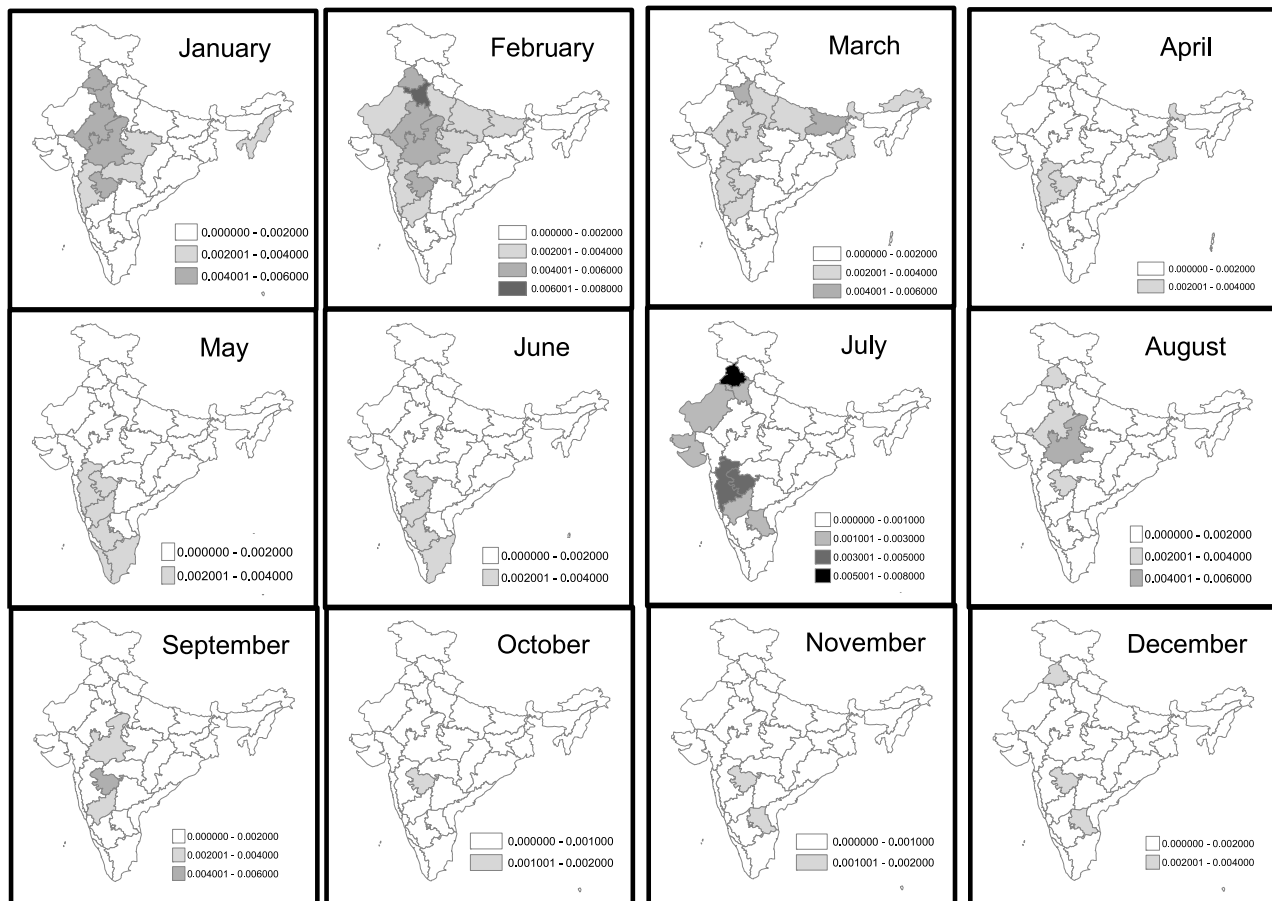 January
0.000000 - 0.002000
0.002001 - 0.004000
0.004001 - 0.006000
February
0.000000 - 0.002000
0.002001 - 0.004000
0.004001 - 0.006000
0.006001 - 0.008000
March
0.000000 - 0.002000
0.002001 - 0.004000
0.004001 - 0.006000
April
0.000000 - 0.002000
0.002001 - 0.004000
May
0.000000 - 0.002000
0.002001 - 0.004000
June
0.000000 - 0.002000
0.002001 - 0.004000
July
0.000000 - 0.001000
0.001001 - 0.003000
0.003001 - 0.005000
0.005001 - 0.008000
August
0.000000 - 0.002000
0.002001 - 0.004000
0.004001 - 0.006000
September
0.000000 - 0.002000
0.002001 - 0.004000
0.004001 - 0.006000
October
0.000000 - 0.001000
0.001001 - 0.002000
November
0.000000 - 0.001000
0.001001 - 0.002000
December
0.000000 - 0.002000
0.002001 - 0.004000